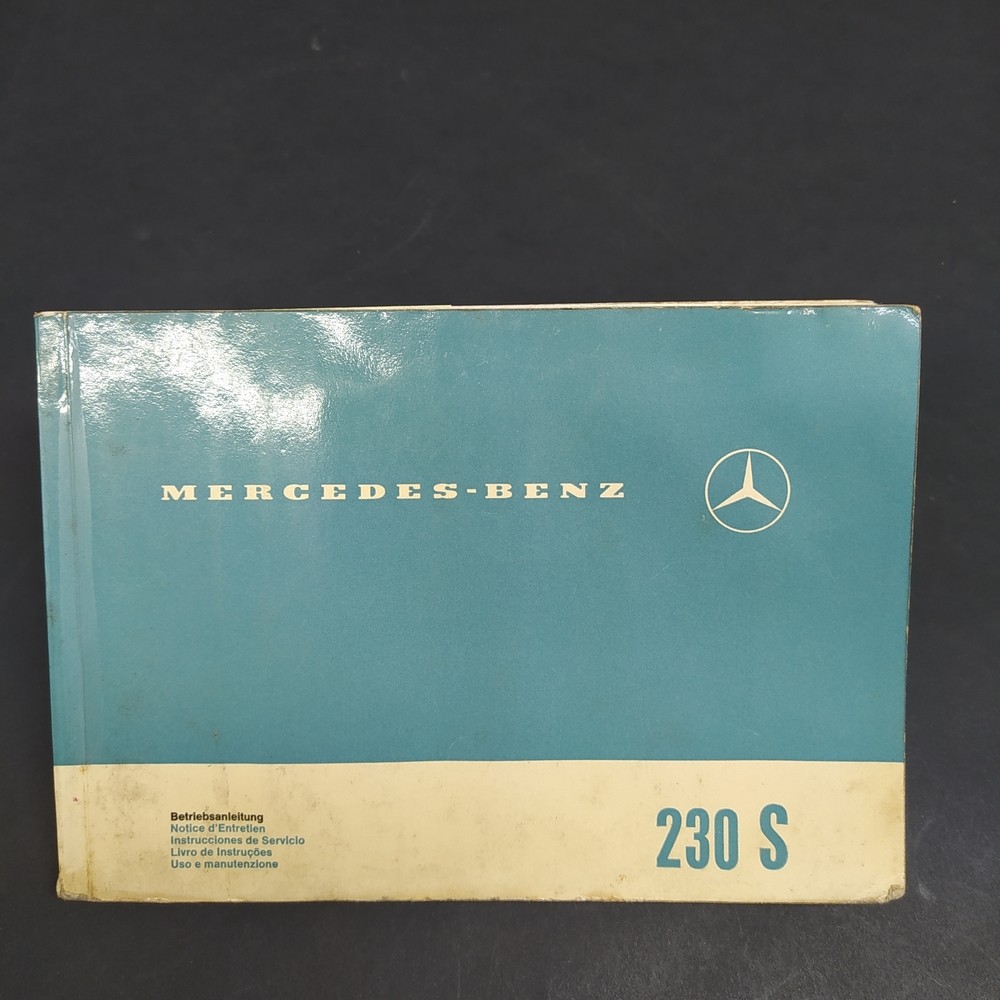 MERCEDES-BENZ
Betriebsanleitung
Notice d'Entretien
Instrucciones de Servicio
Livro de Instruções
Uso e manutenzione
230 S